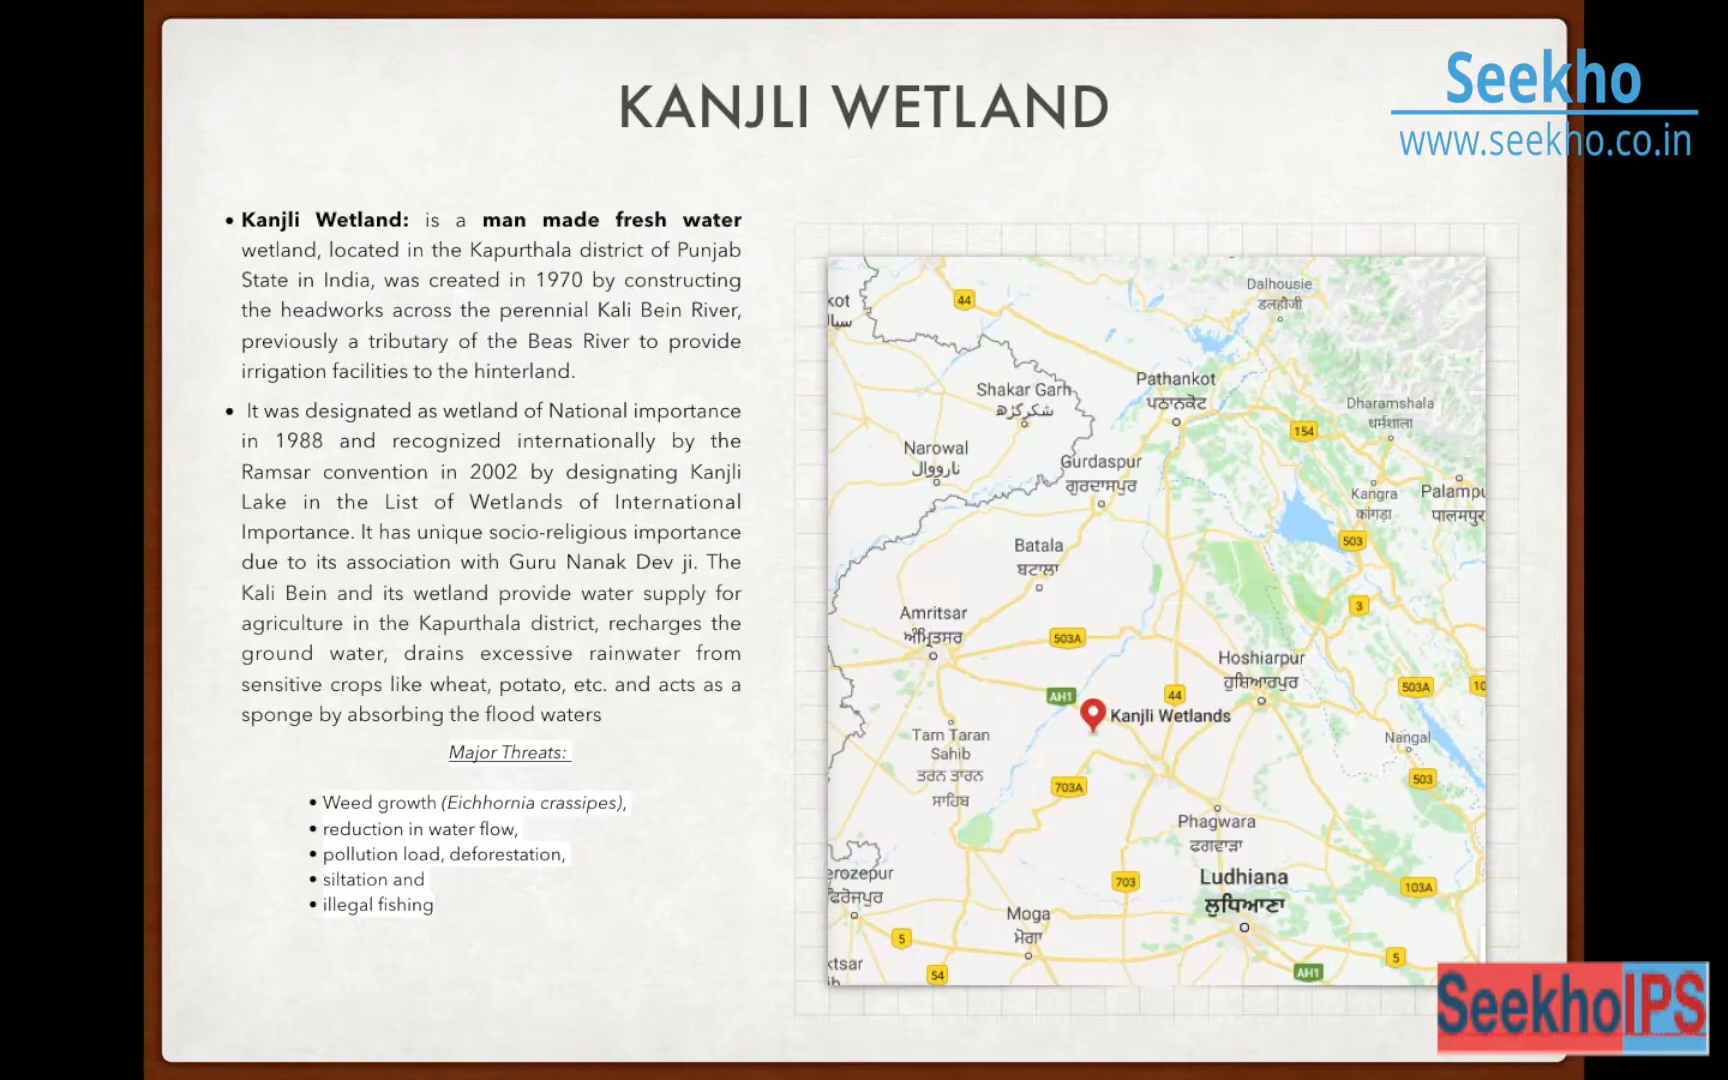 Seekho
www.seekho.co.in
KANJLI WETLAND
• Kanjli Wetland: is a man made fresh water
wetland, located in the Kapurthala district of Punjab
State in India, was created in 1970 by constructing
the headworks across the perennial Kali Bein River,
previously a tributary of the Beas River to provide
irrigation facilities to the hinterland.
• It was designated as wetland of National importance
in 1988 and recognized internationally by the
Ramsar convention in 2002 by designating Kanjli
Lake in the List of Wetlands of International
Importance. It has unique socio-religious importance
due to its association with Guru Nanak Dev ji. The
Kali Bein and its wetland provide water supply for
agriculture in the Kapurthala district, recharges the
ground water, drains excessive rainwater from
sensitive crops like wheat, potato, etc. and acts as a
sponge by absorbing the flood waters
Major Threats:
• Weed growth (Eichhornia crassipes),
• reduction in water flow,
• pollution load, deforestation,
• siltation and
• illegal fishing
kot
44
Dalhousie
डलहौजी
Shakar Garh
شکرگڑھ
Pathankot
ਪਠਾਨਕੋਟ
Dharamshala
धर्मशाला
154
Narowal
نارووال
Gurdaspur
ਗੁਰਦਾਸਪੁਰ
Kangra
कांगड़ा
Palampu
पालमपुर
503
Batala
ਬਟਾਲਾ
3
Amritsar
ਅੰਮ੍ਰਿਤਸਰ
503A
Hoshiarpur
ਹੁਸ਼ਿਆਰਪੁਰ
AH1
44
503A
10
Kanjli Wetlands
Tarn Taran
Sahib
ਤਰਨ ਤਾਰਨ
ਸਾਹਿਬ
Nangal
503
703A
Phagwara
ਫਗਵਾੜਾ
erozepur
ਫਿਰੋਜਪੁਰ
703
Ludhiana
ਲੁਧਿਆਣਾ
103A
Moga
ਮੋਗਾ
5
5
ktsar
54
AH1
SeekhoIPS